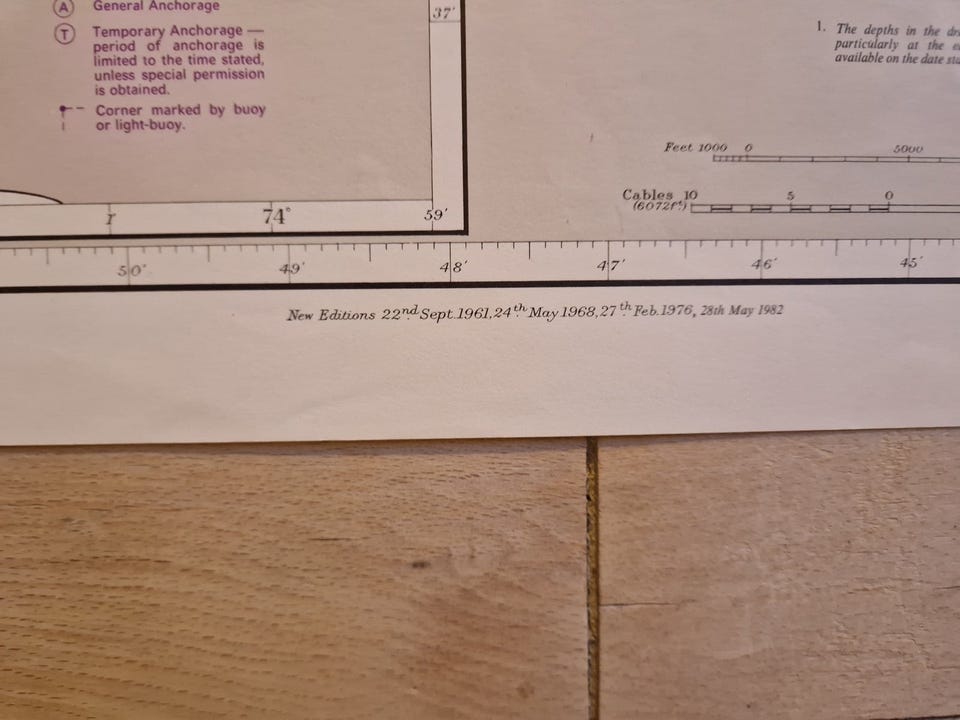 A General Anchorage
T Temporary Anchorage —
period of anchorage is
limited to the time stated,
unless special permission
is obtained.
Corner marked by buoy
or light-buoy.
37'
1. The depths in the
particularly at the
available on the date
Feet 1000 0 5000
Cables 10 5 0
(6072ft)
74° 59'
50' 49' 48' 47' 46' 45'
New Editions 22nd Sept. 1961, 24th May 1968, 27th Feb. 1976, 28th May 1982